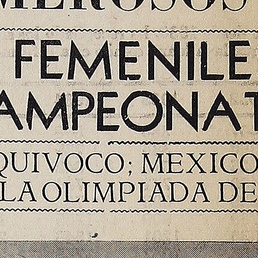 MEROSOS
FEMENILE
AMPEONAT
QUIVOCO; MEXICO
LA OLIMPIADA DE